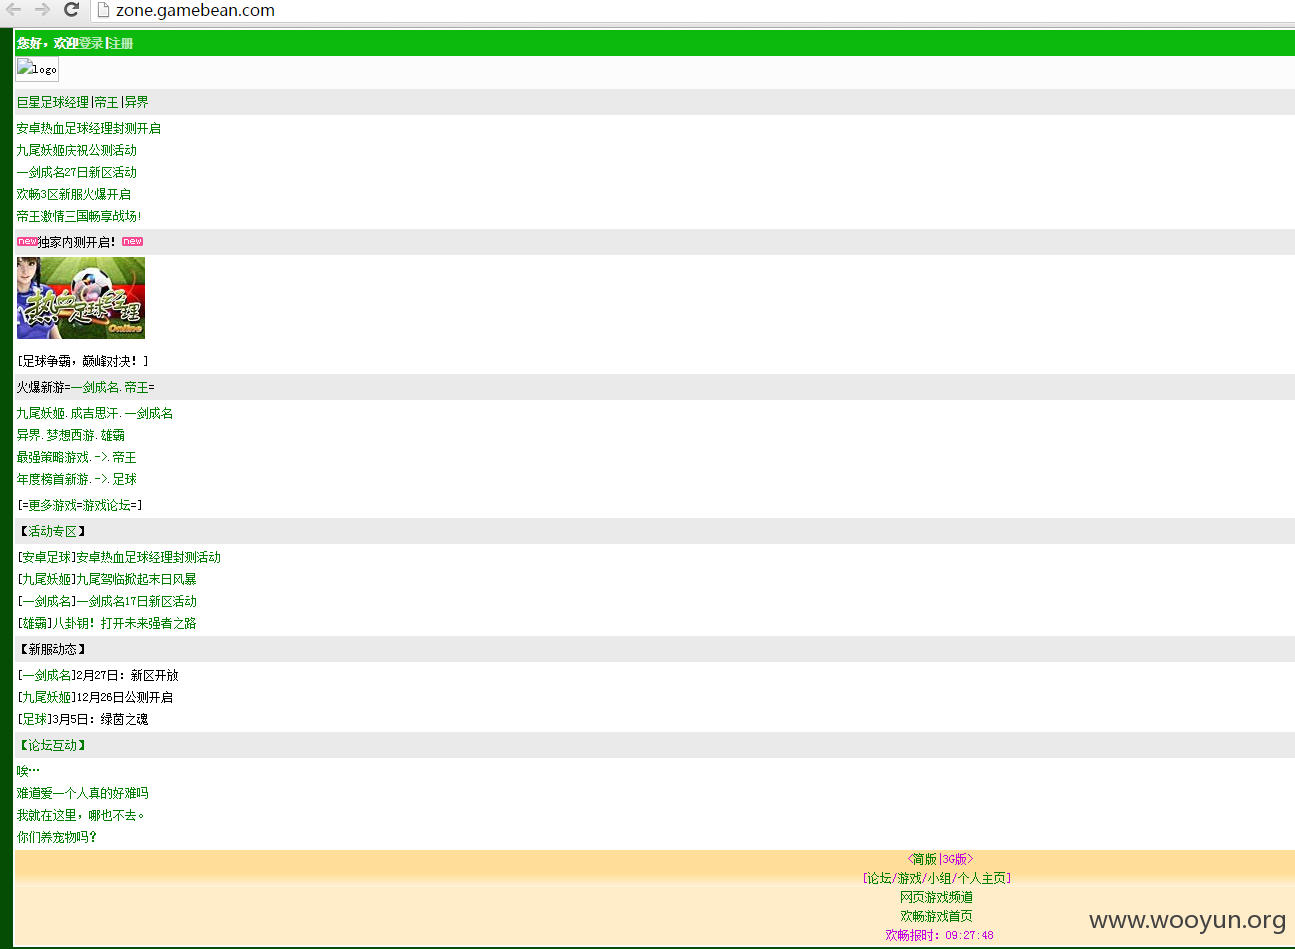 zone.gamebean.com
您好，欢迎登录|注册
logo
巨星足球经理|帝王|异界
安卓热血足球经理封测开启
九尾妖姬庆祝公测活动
一剑成名27日新区活动
欢畅3区新服火爆开启
帝王激情三国畅享战场!
new独家内测开启! new
热血足球经理
Online
[足球争霸，巅峰对决! ]
火爆新游=一剑成名.帝王=
九尾妖姬.成吉思汗.一剑成名
异界.梦想西游.雄霸
最强策略游戏.->.帝王
年度榜首新游.->.足球
[=更多游戏=游戏论坛=]
【活动专区】
[安卓足球]安卓热血足球经理封测活动
[九尾妖姬]九尾驾临掀起末日风暴
[一剑成名]一剑成名17日新区活动
[雄霸]八卦钥! 打开未来强者之路
【新服动态】
[一剑成名]2月27日: 新区开放
[九尾妖姬]12月26日公测开启
[足球]3月5日: 绿茵之魂
【论坛互动】
唉…
难道爱一个人真的好难吗
我就在这里，哪也不去。
你们养宠物吗?
<简版|3G版>
[论坛/游戏/小组/个人主页]
网页游戏频道
欢畅游戏首页
欢畅报时: 09:27:48
www.wooyun.org